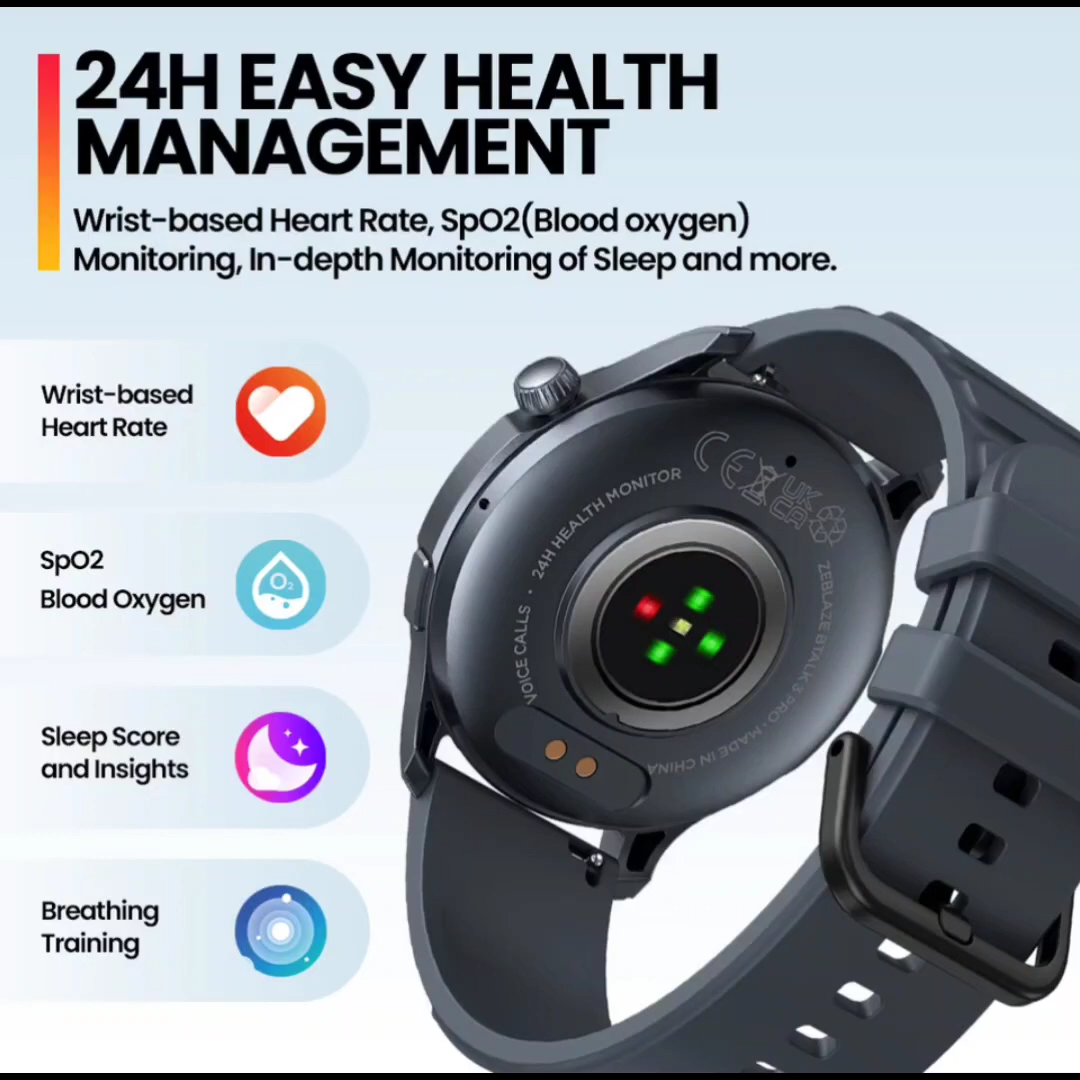 24H EASY HEALTH
MANAGEMENT
Wrist-based Heart Rate, SpO2(Blood oxygen)
Monitoring, In-depth Monitoring of Sleep and more.
Wrist-based
Heart Rate
SpO2
Blood Oxygen
O2
Sleep Score
and Insights
Breathing
Training
VOICE CALLS • 24H HEALTH MONITOR
CE
UK
CA
ZEBLAZE BTALK 3 PRO • MADE IN CHINA